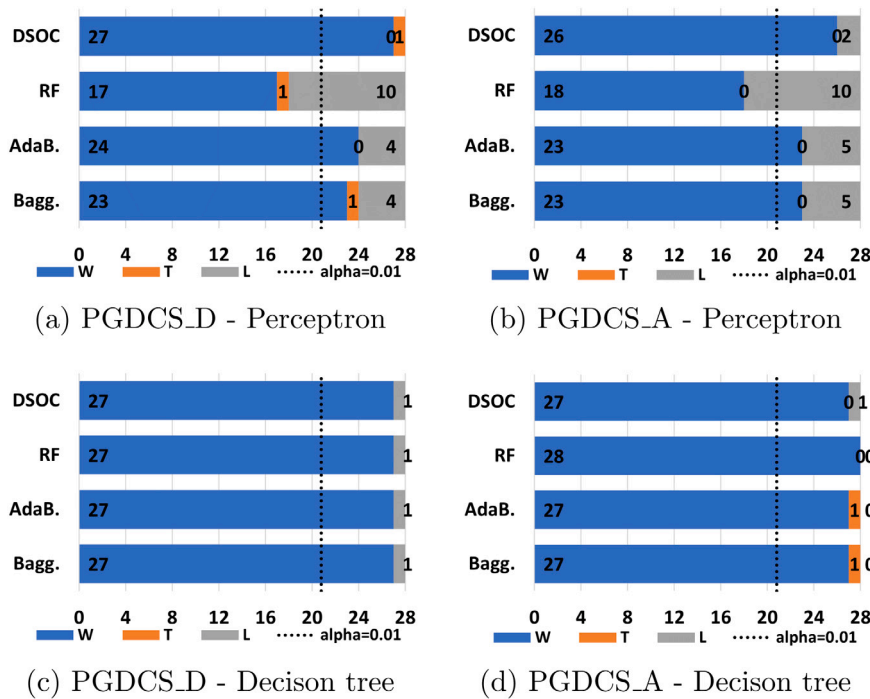 DSOC 27 0 1
RF 17 1 10
AdaB. 24 0 4
Bagg. 23 1 4
0 4 8 12 16 20 24 28
W T L alpha=0.01
(a) PGDCS_D - Perceptron
DSOC 26 0 2
RF 18 0 10
AdaB. 23 0 5
Bagg. 23 0 5
0 4 8 12 16 20 24 28
W T L alpha=0.01
(b) PGDCS_A - Perceptron
DSOC 27 1
RF 27 1
AdaB. 27 1
Bagg. 27 1
0 4 8 12 16 20 24 28
W T L alpha=0.01
(c) PGDCS_D - Decison tree
DSOC 27 0 1
RF 28 0 0
AdaB. 27 1 0
Bagg. 27 1 0
0 4 8 12 16 20 24 28
W T L alpha=0.01
(d) PGDCS_A - Decison tree